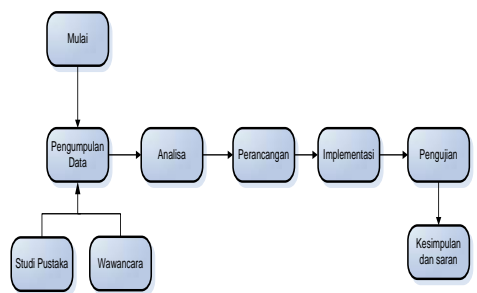 Mulai
Pengumpulan
Data
Analisa
Perancangan
Implementasi
Pengujian
Studi Pustaka
Wawancara
Kesimpulan
dan saran